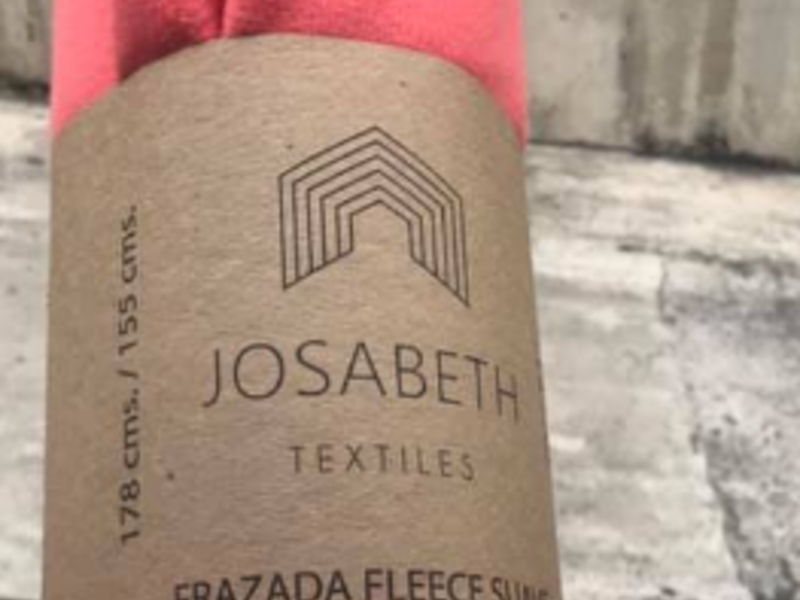 178 cms. / 155 cms.
JOSABETH
TEXTILES
FRAZADA FLEECE